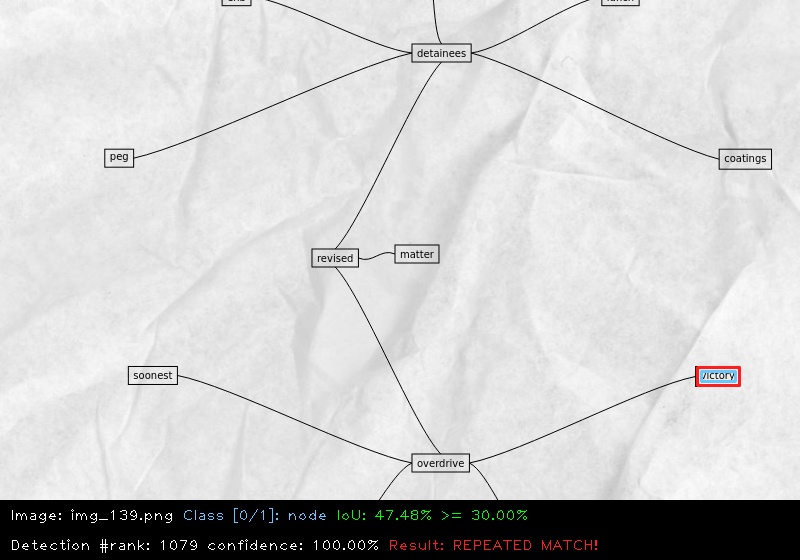 detainees
peg
coatings
revised
matter
soonest
victory
overdrive
Image: img_139.png Class [0/1]: node IoU: 47.48% >= 30.00%
Detection #rank: 1079 confidence: 100.00% Result: REPEATED MATCH!